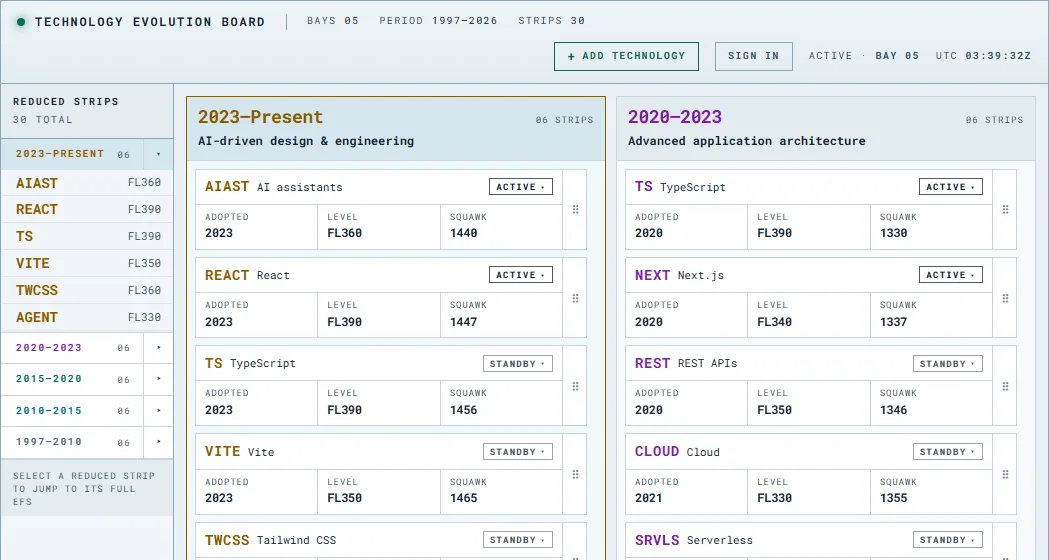 TECHNOLOGY EVOLUTION BOARD
BAYS 05 PERIOD 1997–2026 STRIPS 30
+ ADD TECHNOLOGY
SIGN IN
ACTIVE · BAY 05 UTC 03:39:32Z
REDUCED STRIPS
30 TOTAL
2023–PRESENT 06
AIAST FL360
REACT FL390
TS FL390
VITE FL350
TWCSS FL360
AGENT FL330
2020–2023 06
2015–2020 06
2010–2015 06
1997–2010 06
SELECT A REDUCED STRIP
TO JUMP TO ITS FULL
EFS
2023–Present 06 STRIPS
AI-driven design & engineering
AIAST AI assistants ACTIVE
ADOPTED LEVEL SQUAWK
2023 FL360 1440
REACT React ACTIVE
ADOPTED LEVEL SQUAWK
2023 FL390 1447
TS TypeScript STANDBY
ADOPTED LEVEL SQUAWK
2023 FL390 1456
VITE Vite STANDBY
ADOPTED LEVEL SQUAWK
2023 FL350 1465
TWCSS Tailwind CSS STANDBY
2020–2023 06 STRIPS
Advanced application architecture
TS TypeScript ACTIVE
ADOPTED LEVEL SQUAWK
2020 FL390 1330
NEXT Next.js ACTIVE
ADOPTED LEVEL SQUAWK
2020 FL340 1337
REST REST APIs STANDBY
ADOPTED LEVEL SQUAWK
2020 FL350 1346
CLOUD Cloud STANDBY
ADOPTED LEVEL SQUAWK
2021 FL330 1355
SRVLS Serverless STANDBY